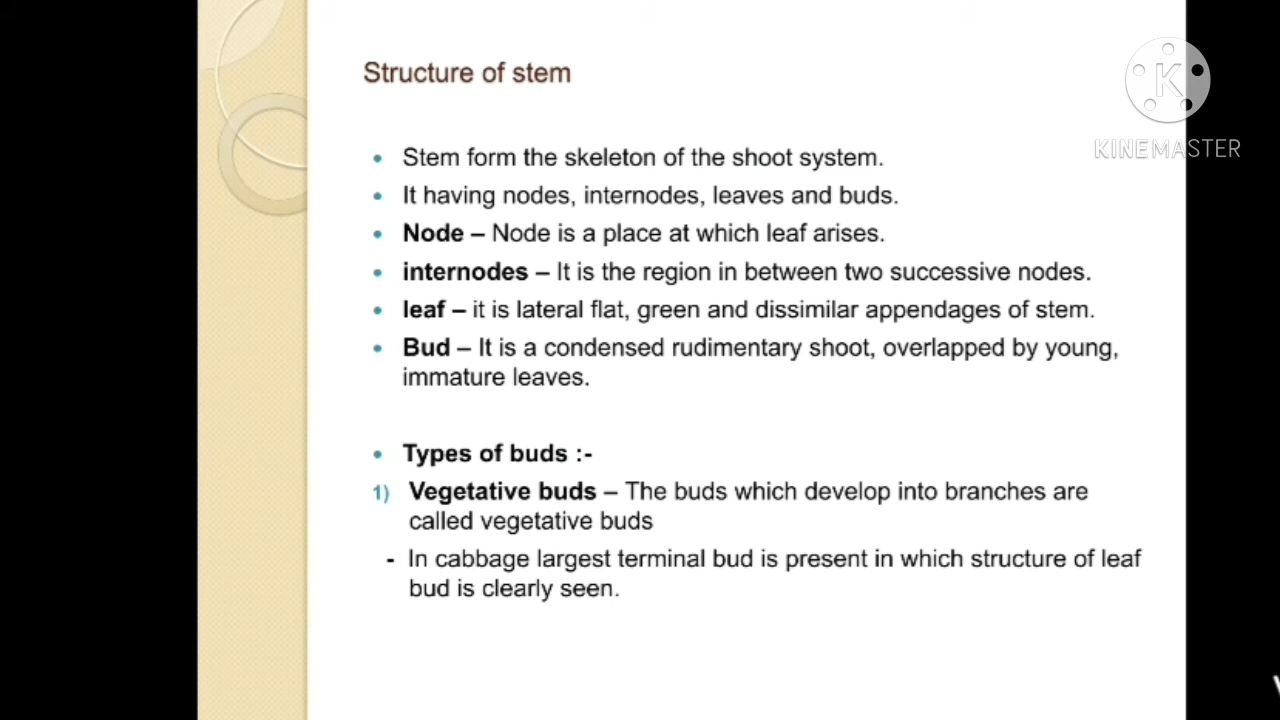 Structure of stem
KINEMASTER
• Stem form the skeleton of the shoot system.
• It having nodes, internodes, leaves and buds.
• Node – Node is a place at which leaf arises.
• internodes – It is the region in between two successive nodes.
• leaf – it is lateral flat, green and dissimilar appendages of stem.
• Bud – It is a condensed rudimentary shoot, overlapped by young,
immature leaves.
• Types of buds :-
1) Vegetative buds – The buds which develop into branches are
called vegetative buds
- In cabbage largest terminal bud is present in which structure of leaf
bud is clearly seen.